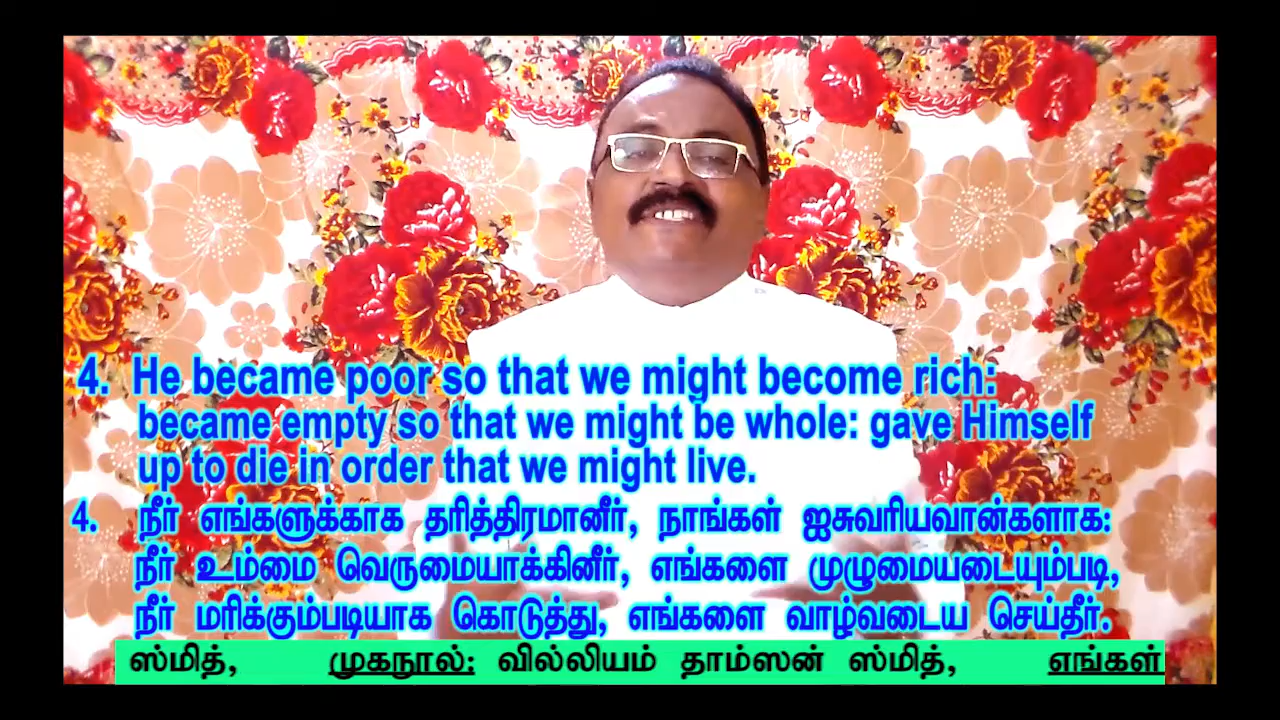 4. He became poor so that we might become rich:
became empty so that we might be whole: gave Himself
up to die in order that we might live.
4. நீர் எங்களுக்காக தரித்திரமானீர், நாங்கள் ஐசுவரியவான்களாக:
நீர் உம்மை வெருமையாக்கினீர், எங்களை முழுமையடையும்படி,
நீர் மரிக்கும்படியாக கொடுத்து, எங்களை வாழ்வடைய செய்தீர்.
ஸ்மித், முகநூல்: வில்லியம் தாம்ஸன் ஸ்மித், எங்கள்